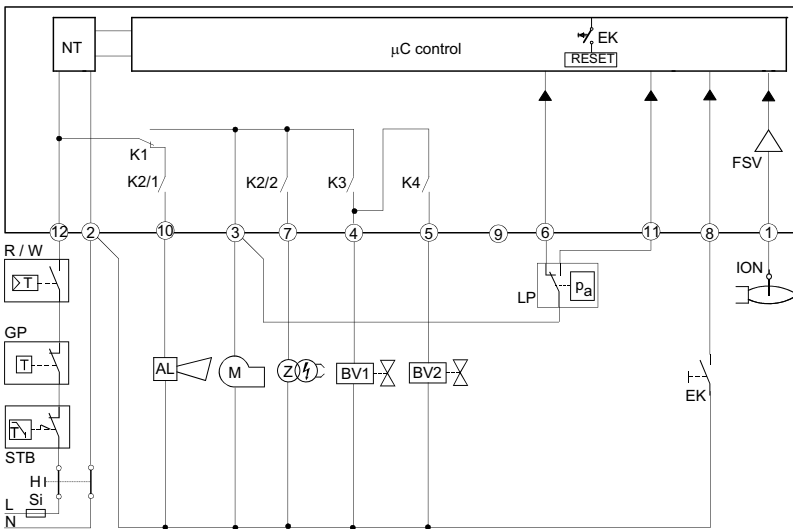 NT
µC control
EK
RESET
K1
K2/1
K2/2
K3
K4
FSV
12
2
10
3
7
4
5
9
6
11
8
1
R / W
T
GP
T
STB
T
H
L
Si
N
AL
M
Z
BV1
BV2
LP
pa
EK
ION